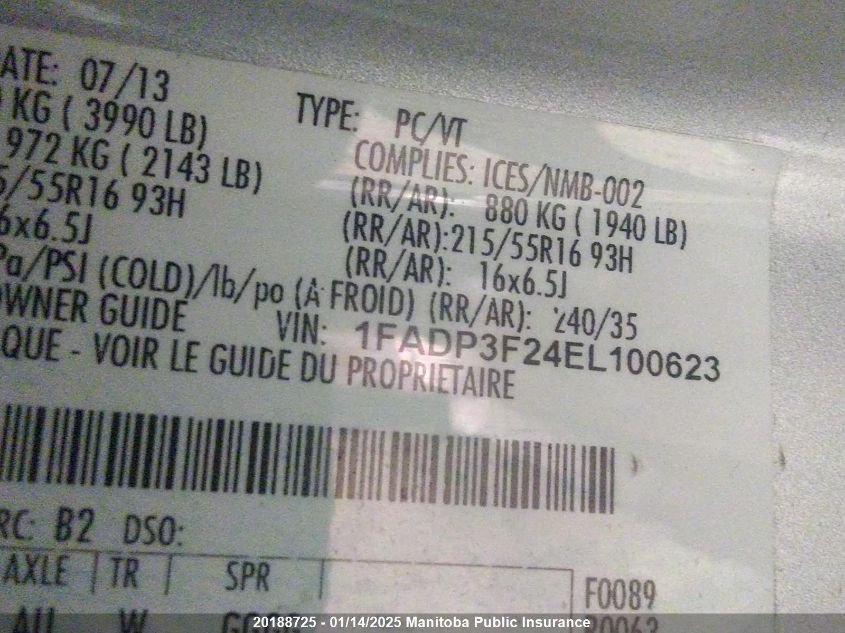 ATE: 07/13
KG ( 3990 LB) TYPE: PC/VT
972 KG ( 2143 LB) COMPLIES: ICES/NMB-002
/55R16 93H (RR/AR): 880 KG ( 1940 LB)
6x6.5J (RR/AR):215/55R16 93H
Pa/PSI (COLD)/lb/po (A FROID) (RR/AR): 16x6.5J
WNER GUIDE (RR/AR): 240/35
VIN: 1FADP3F24EL100623
QUE - VOIR LE GUIDE DU PROPRIETAIRE
RC: B2 DSO:
AXLE TR SPR F0089
W
20188725 - 01/14/2025 Manitoba Public Insurance